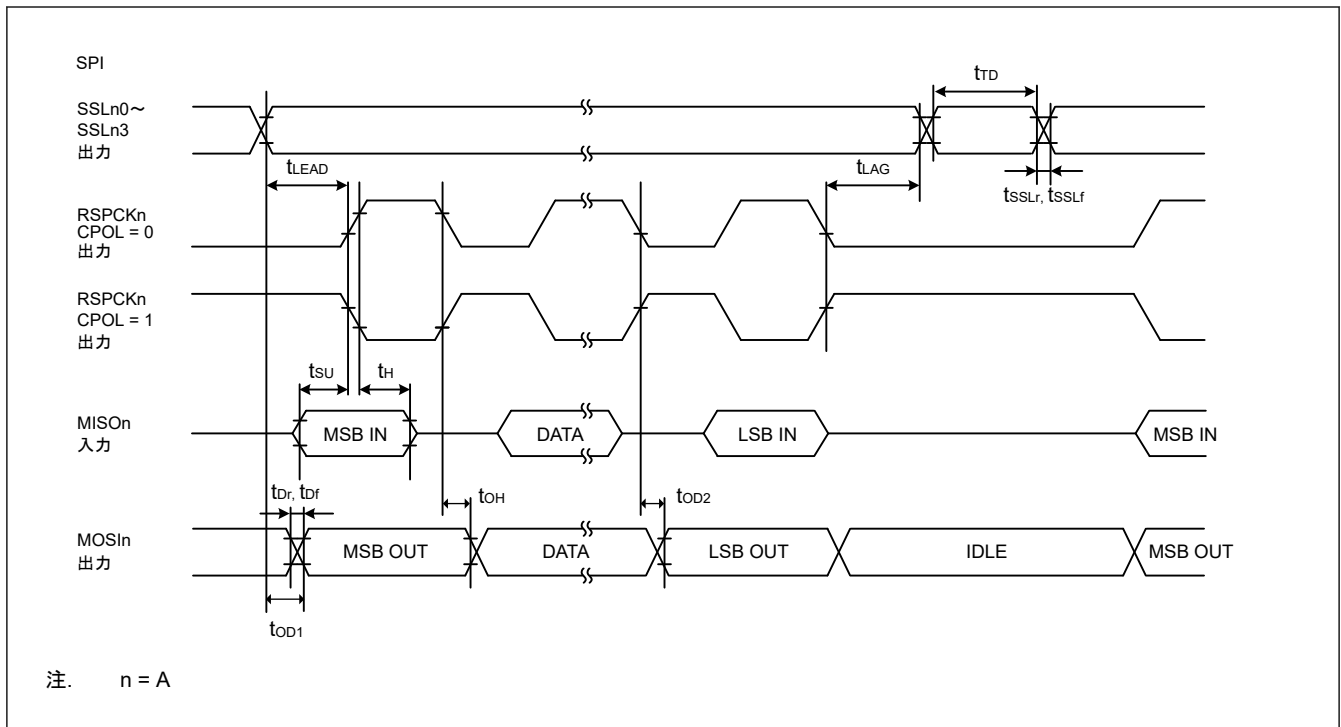 SPI
SSLn0～
SSLn3
出力
tTD
tLEAD
tLAG
tSSLr, tSSLf
RSPCKn
CPOL = 0
出力
RSPCKn
CPOL = 1
出力
tSU
tH
MISOn
入力
MSB IN
DATA
LSB IN
MSB IN
tDr, tDf
tOH
tOD2
MOSIn
出力
MSB OUT
DATA
LSB OUT
IDLE
MSB OUT
tOD1
注. n = A